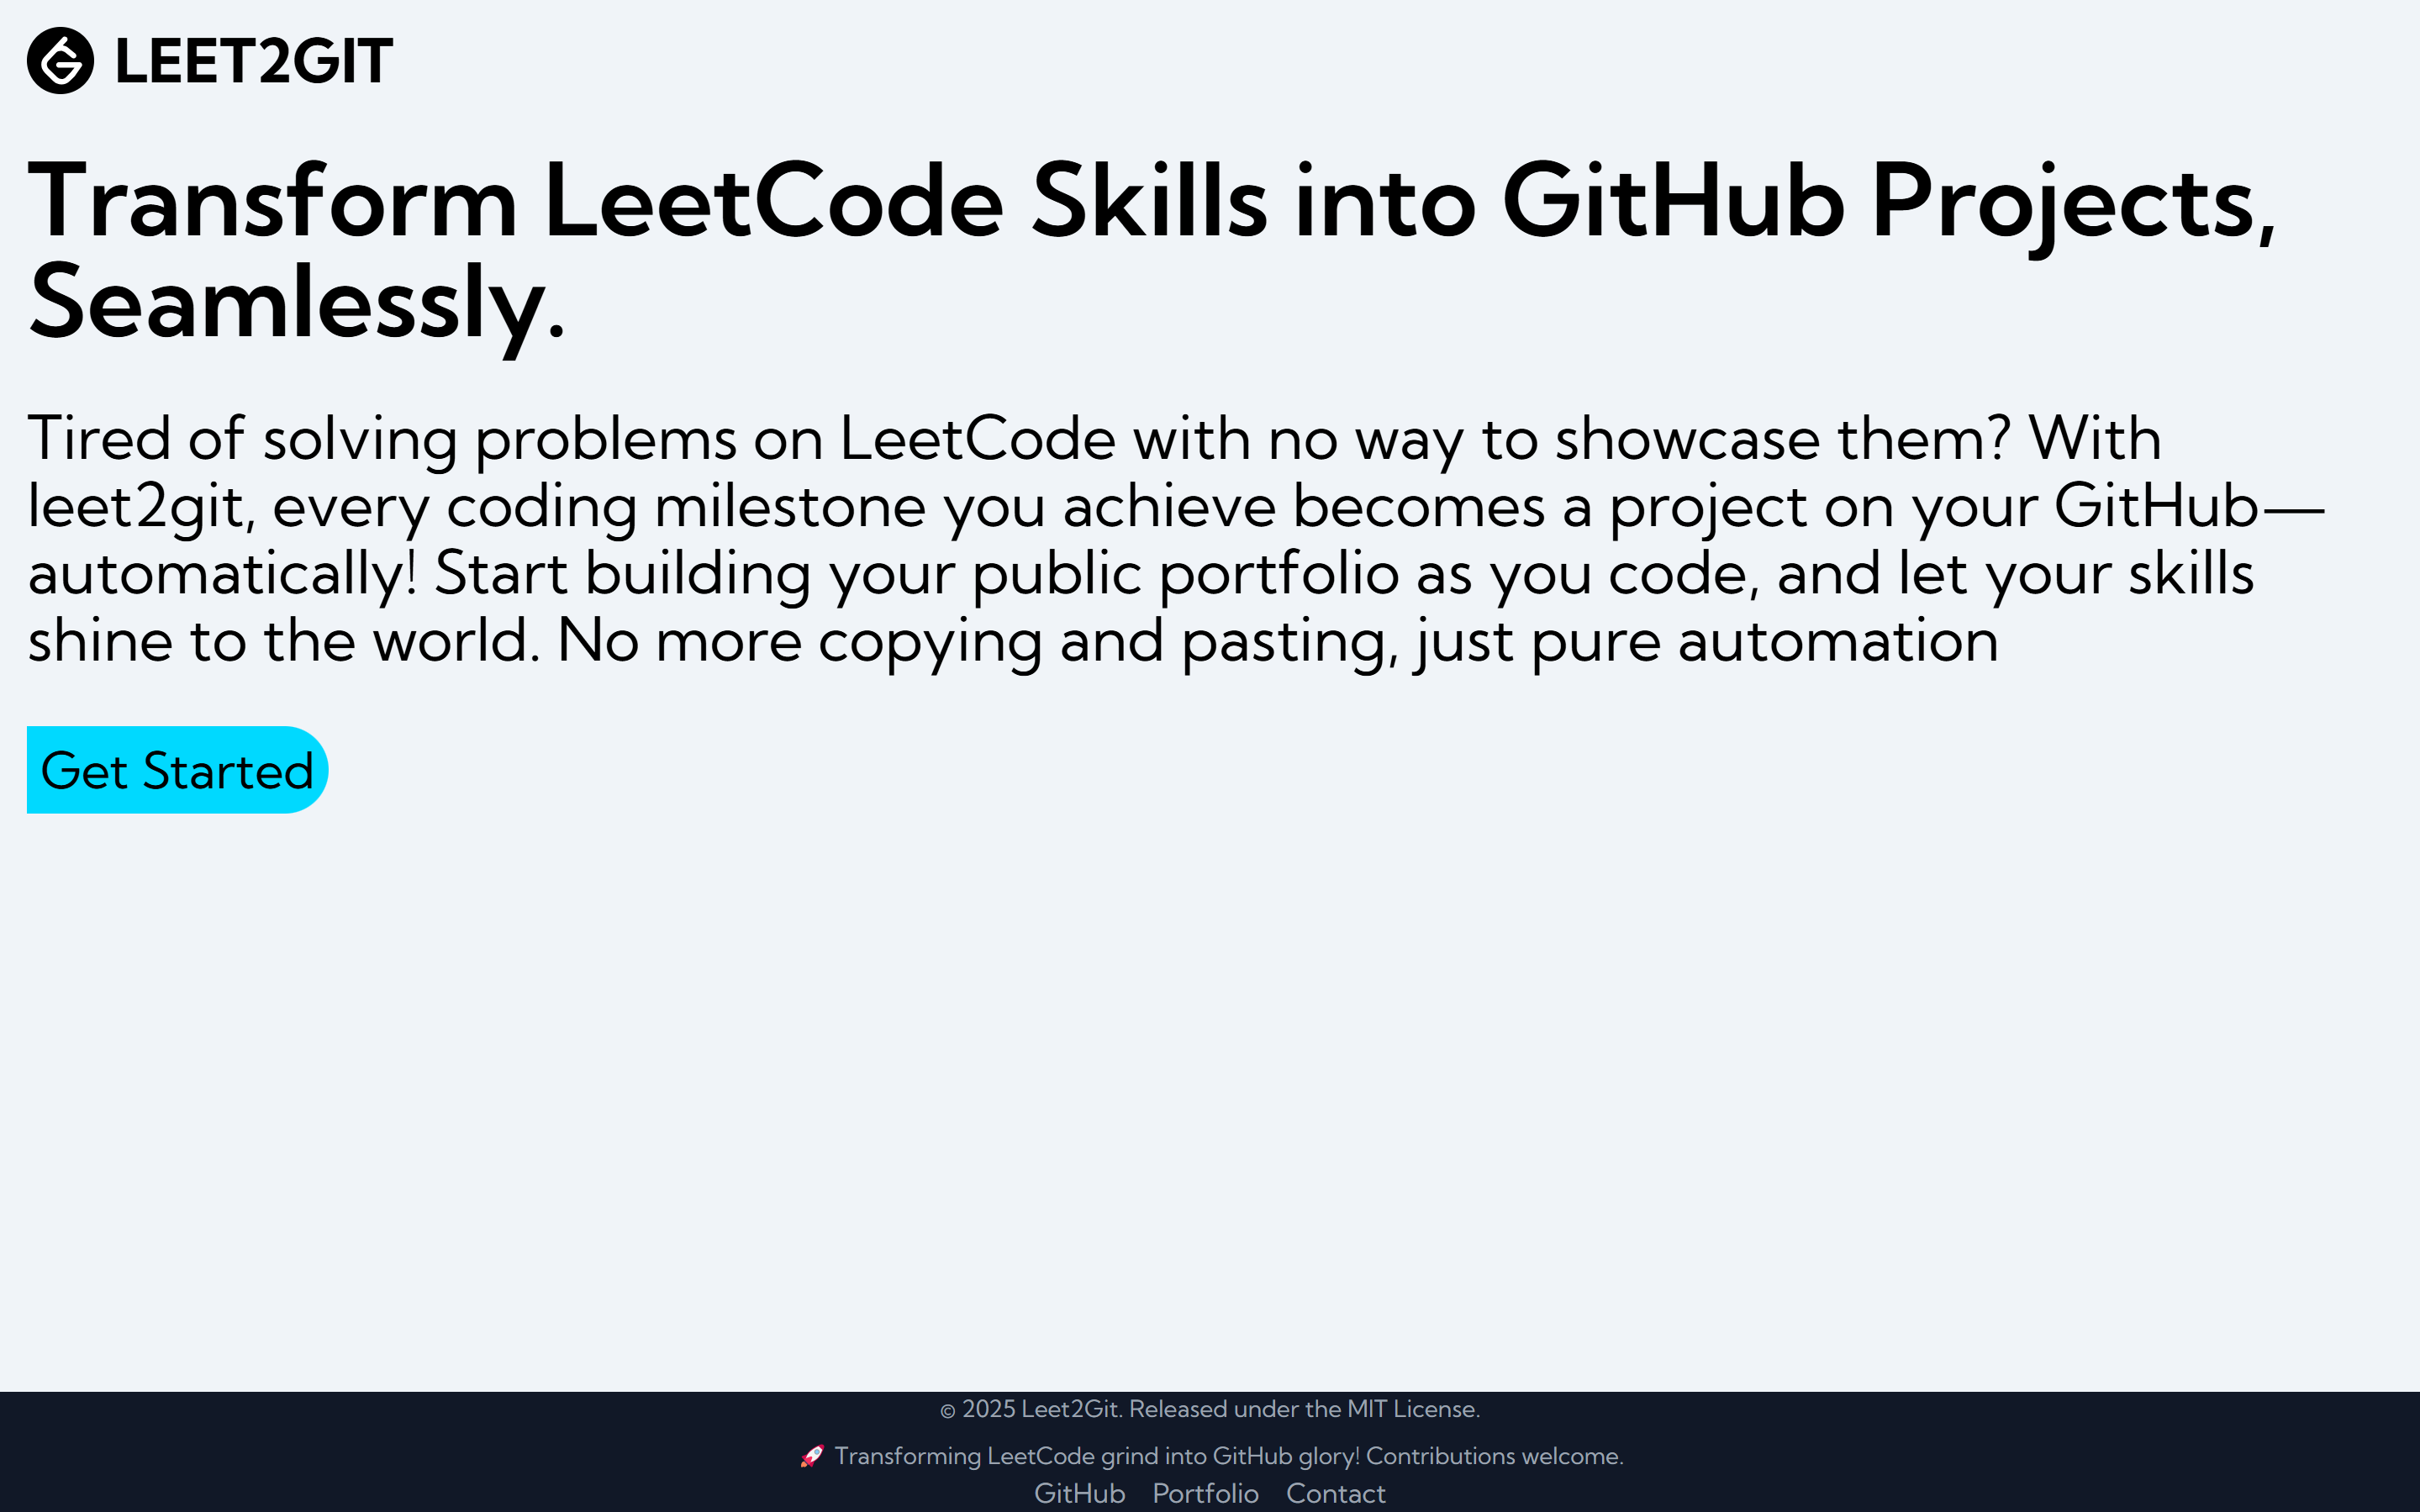 LEET2GIT
Transform LeetCode Skills into GitHub Projects,
Seamlessly.
Tired of solving problems on LeetCode with no way to showcase them? With
leet2git, every coding milestone you achieve becomes a project on your GitHub—
automatically! Start building your public portfolio as you code, and let your skills
shine to the world. No more copying and pasting, just pure automation
Get Started
© 2025 Leet2Git. Released under the MIT License.
🚀 Transforming LeetCode grind into GitHub glory! Contributions welcome.
GitHub Portfolio Contact